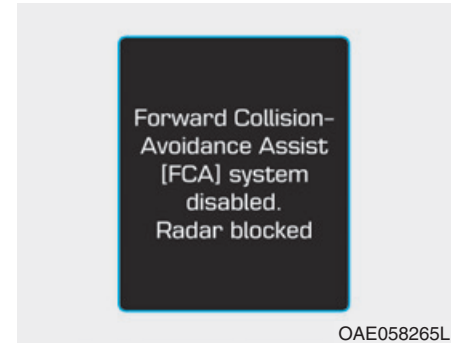 Forward Collision-
Avoidance Assist
[FCA] system
disabled.
Radar blocked
OAE058265L